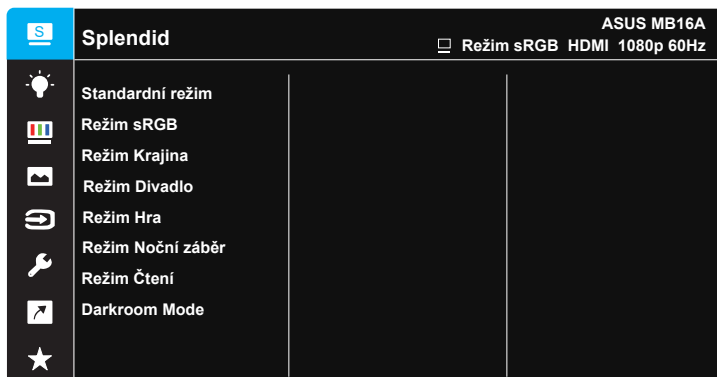 S
Splendid
ASUS MB16A
Režim sRGB HDMI 1080p 60Hz
Standardní režim
Režim sRGB
Režim Krajina
Režim Divadlo
Režim Hra
Režim Noční záběr
Režim Čtení
Darkroom Mode